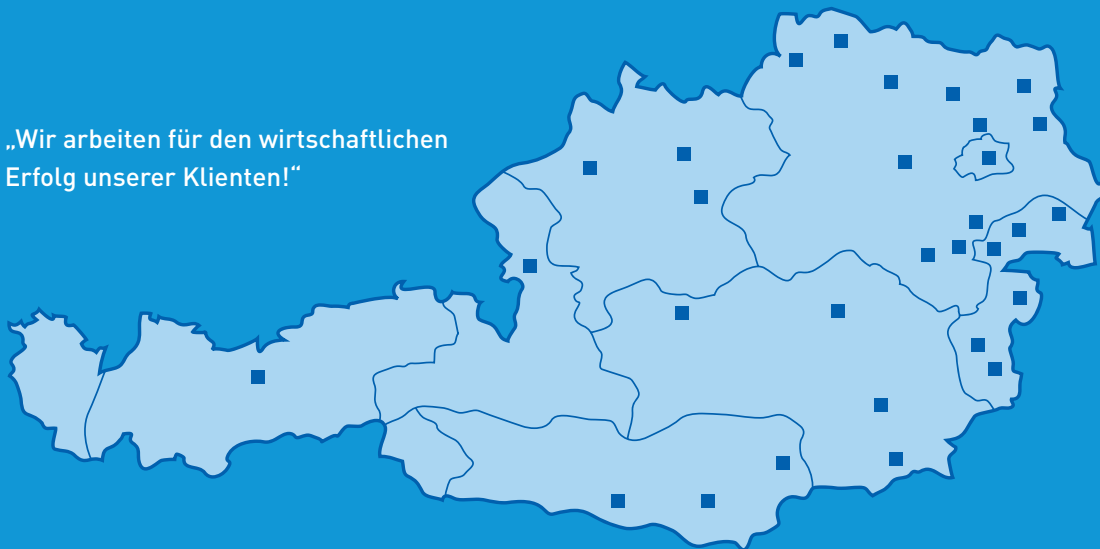 „Wir arbeiten für den wirtschaftlichen
Erfolg unserer Klienten!“